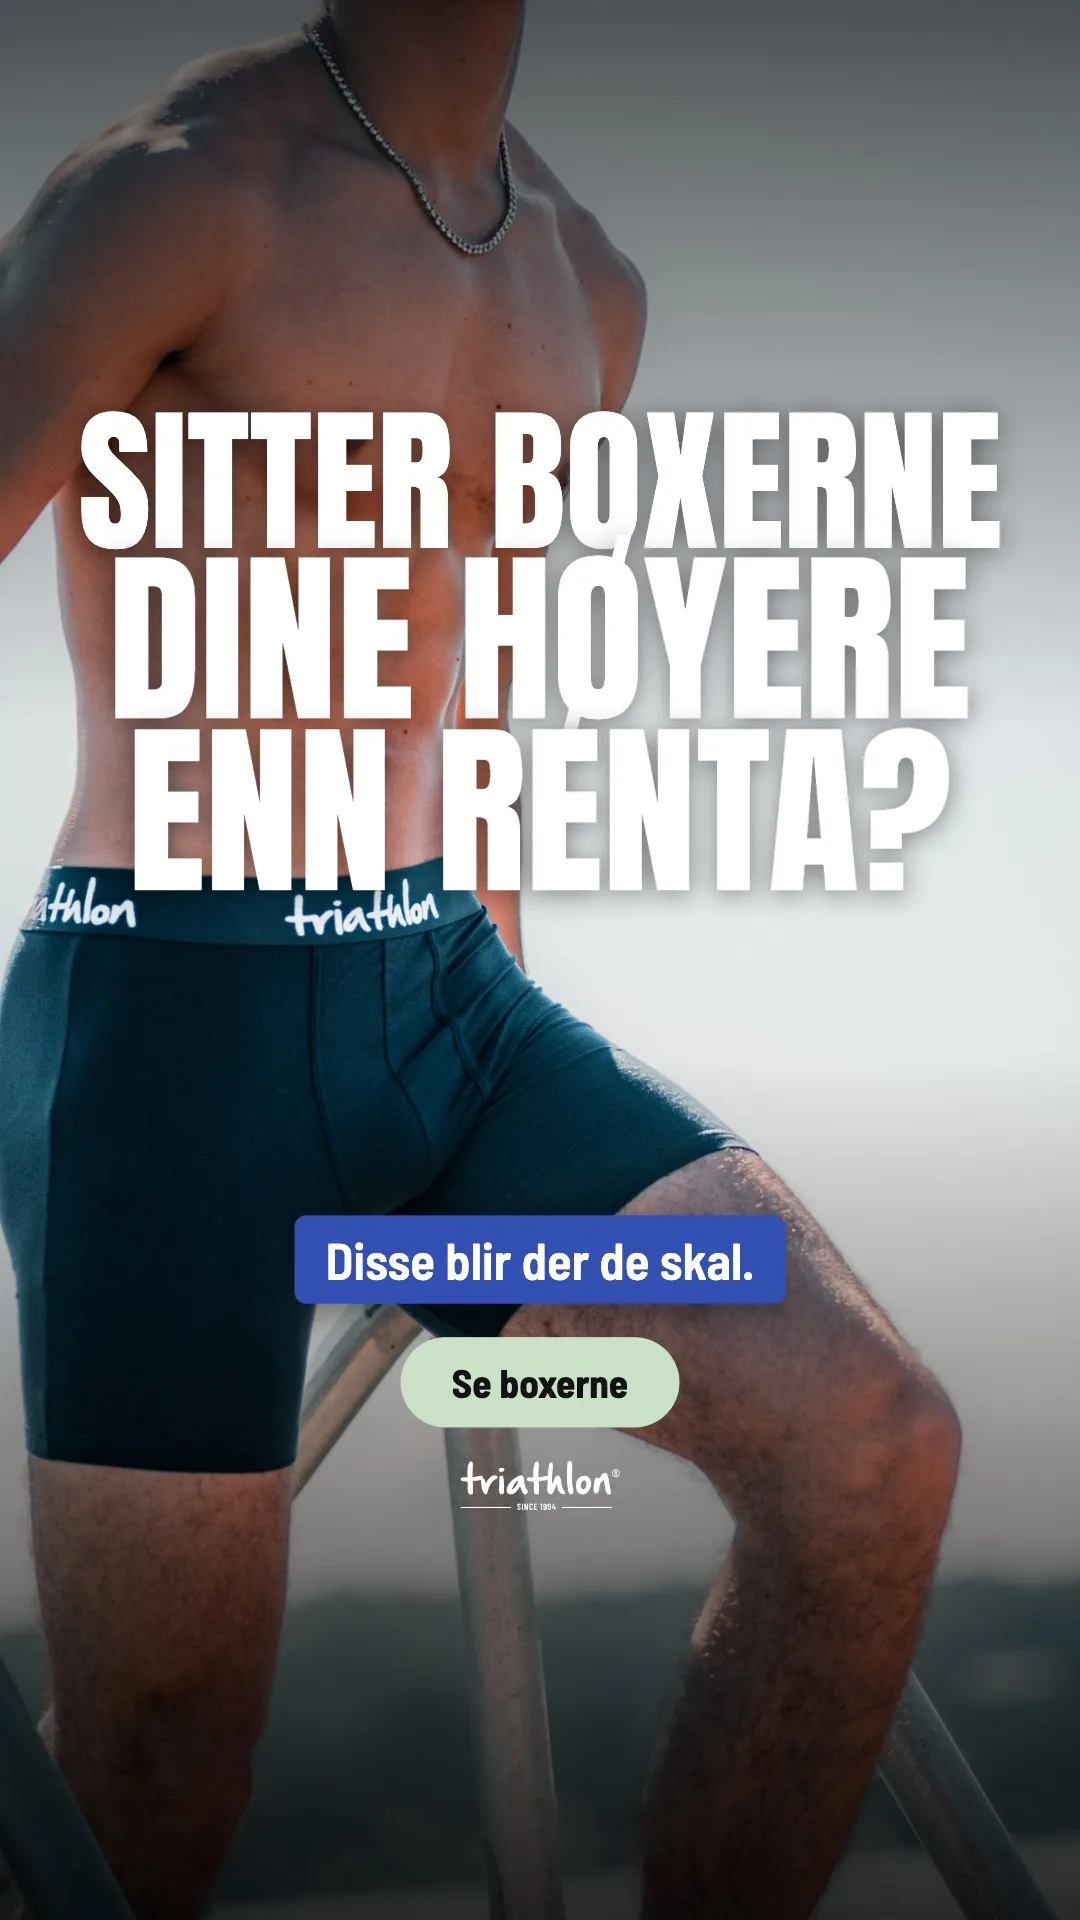 SITTER BOXERNE
DINE HØYERE
ENN RENTA?
athlon triathlon
Disse blir der de skal.
Se boxerne
triathlon®
SINCE 1994